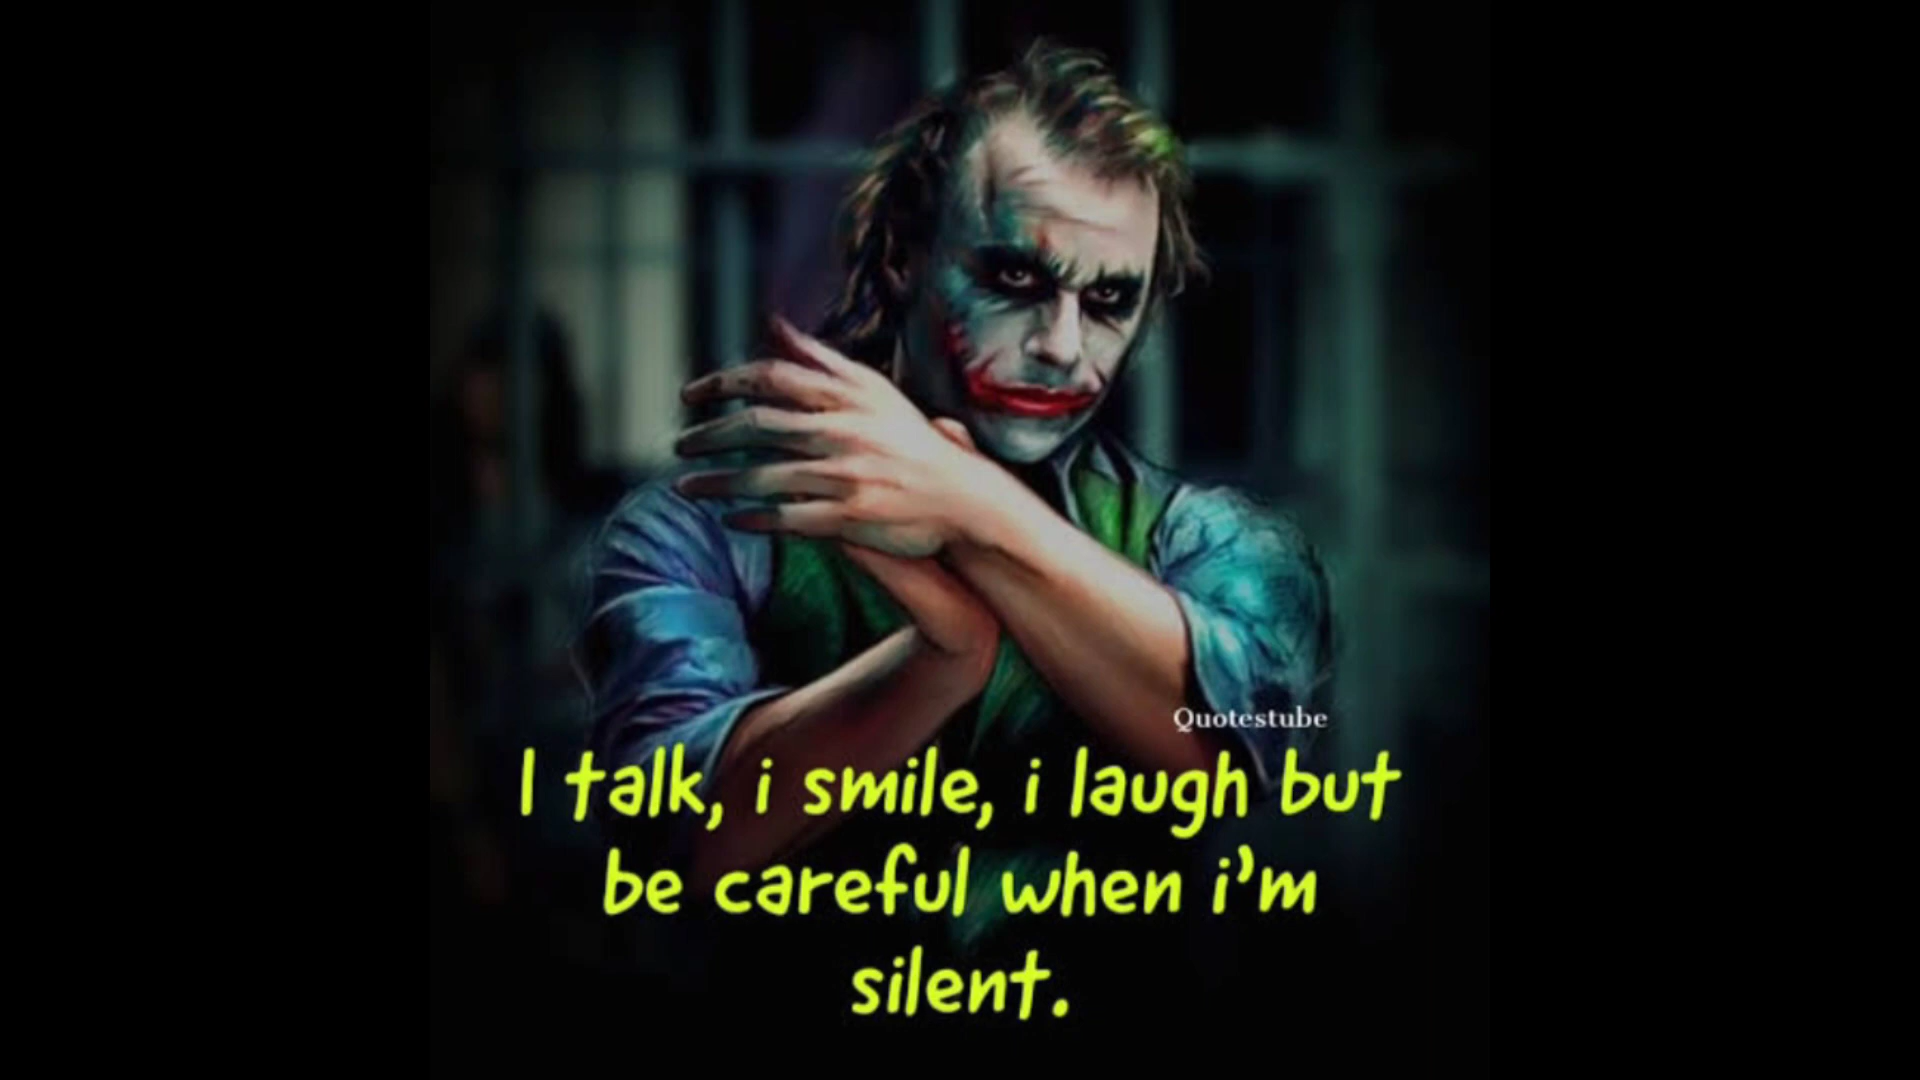 Quotestube
I talk, i smile, i laugh but
be careful when i'm
silent.